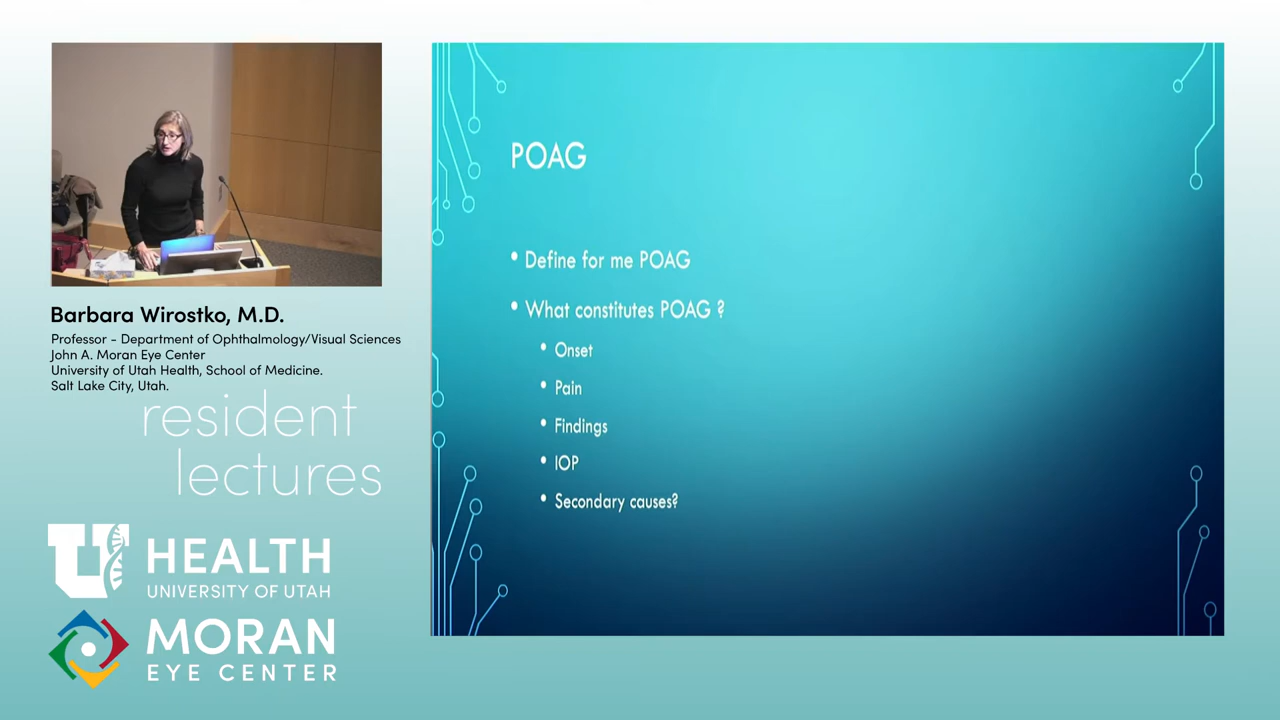 Barbara Wirostko, M.D.
Professor - Department of Ophthalmology/Visual Sciences
John A. Moran Eye Center
University of Utah Health, School of Medicine.
Salt Lake City, Utah.
resident
lectures
U HEALTH
UNIVERSITY OF UTAH
MORAN
EYE CENTER
POAG
• Define for me POAG
• What constitutes POAG ?
• Onset
• Pain
• Findings
• IOP
• Secondary causes?